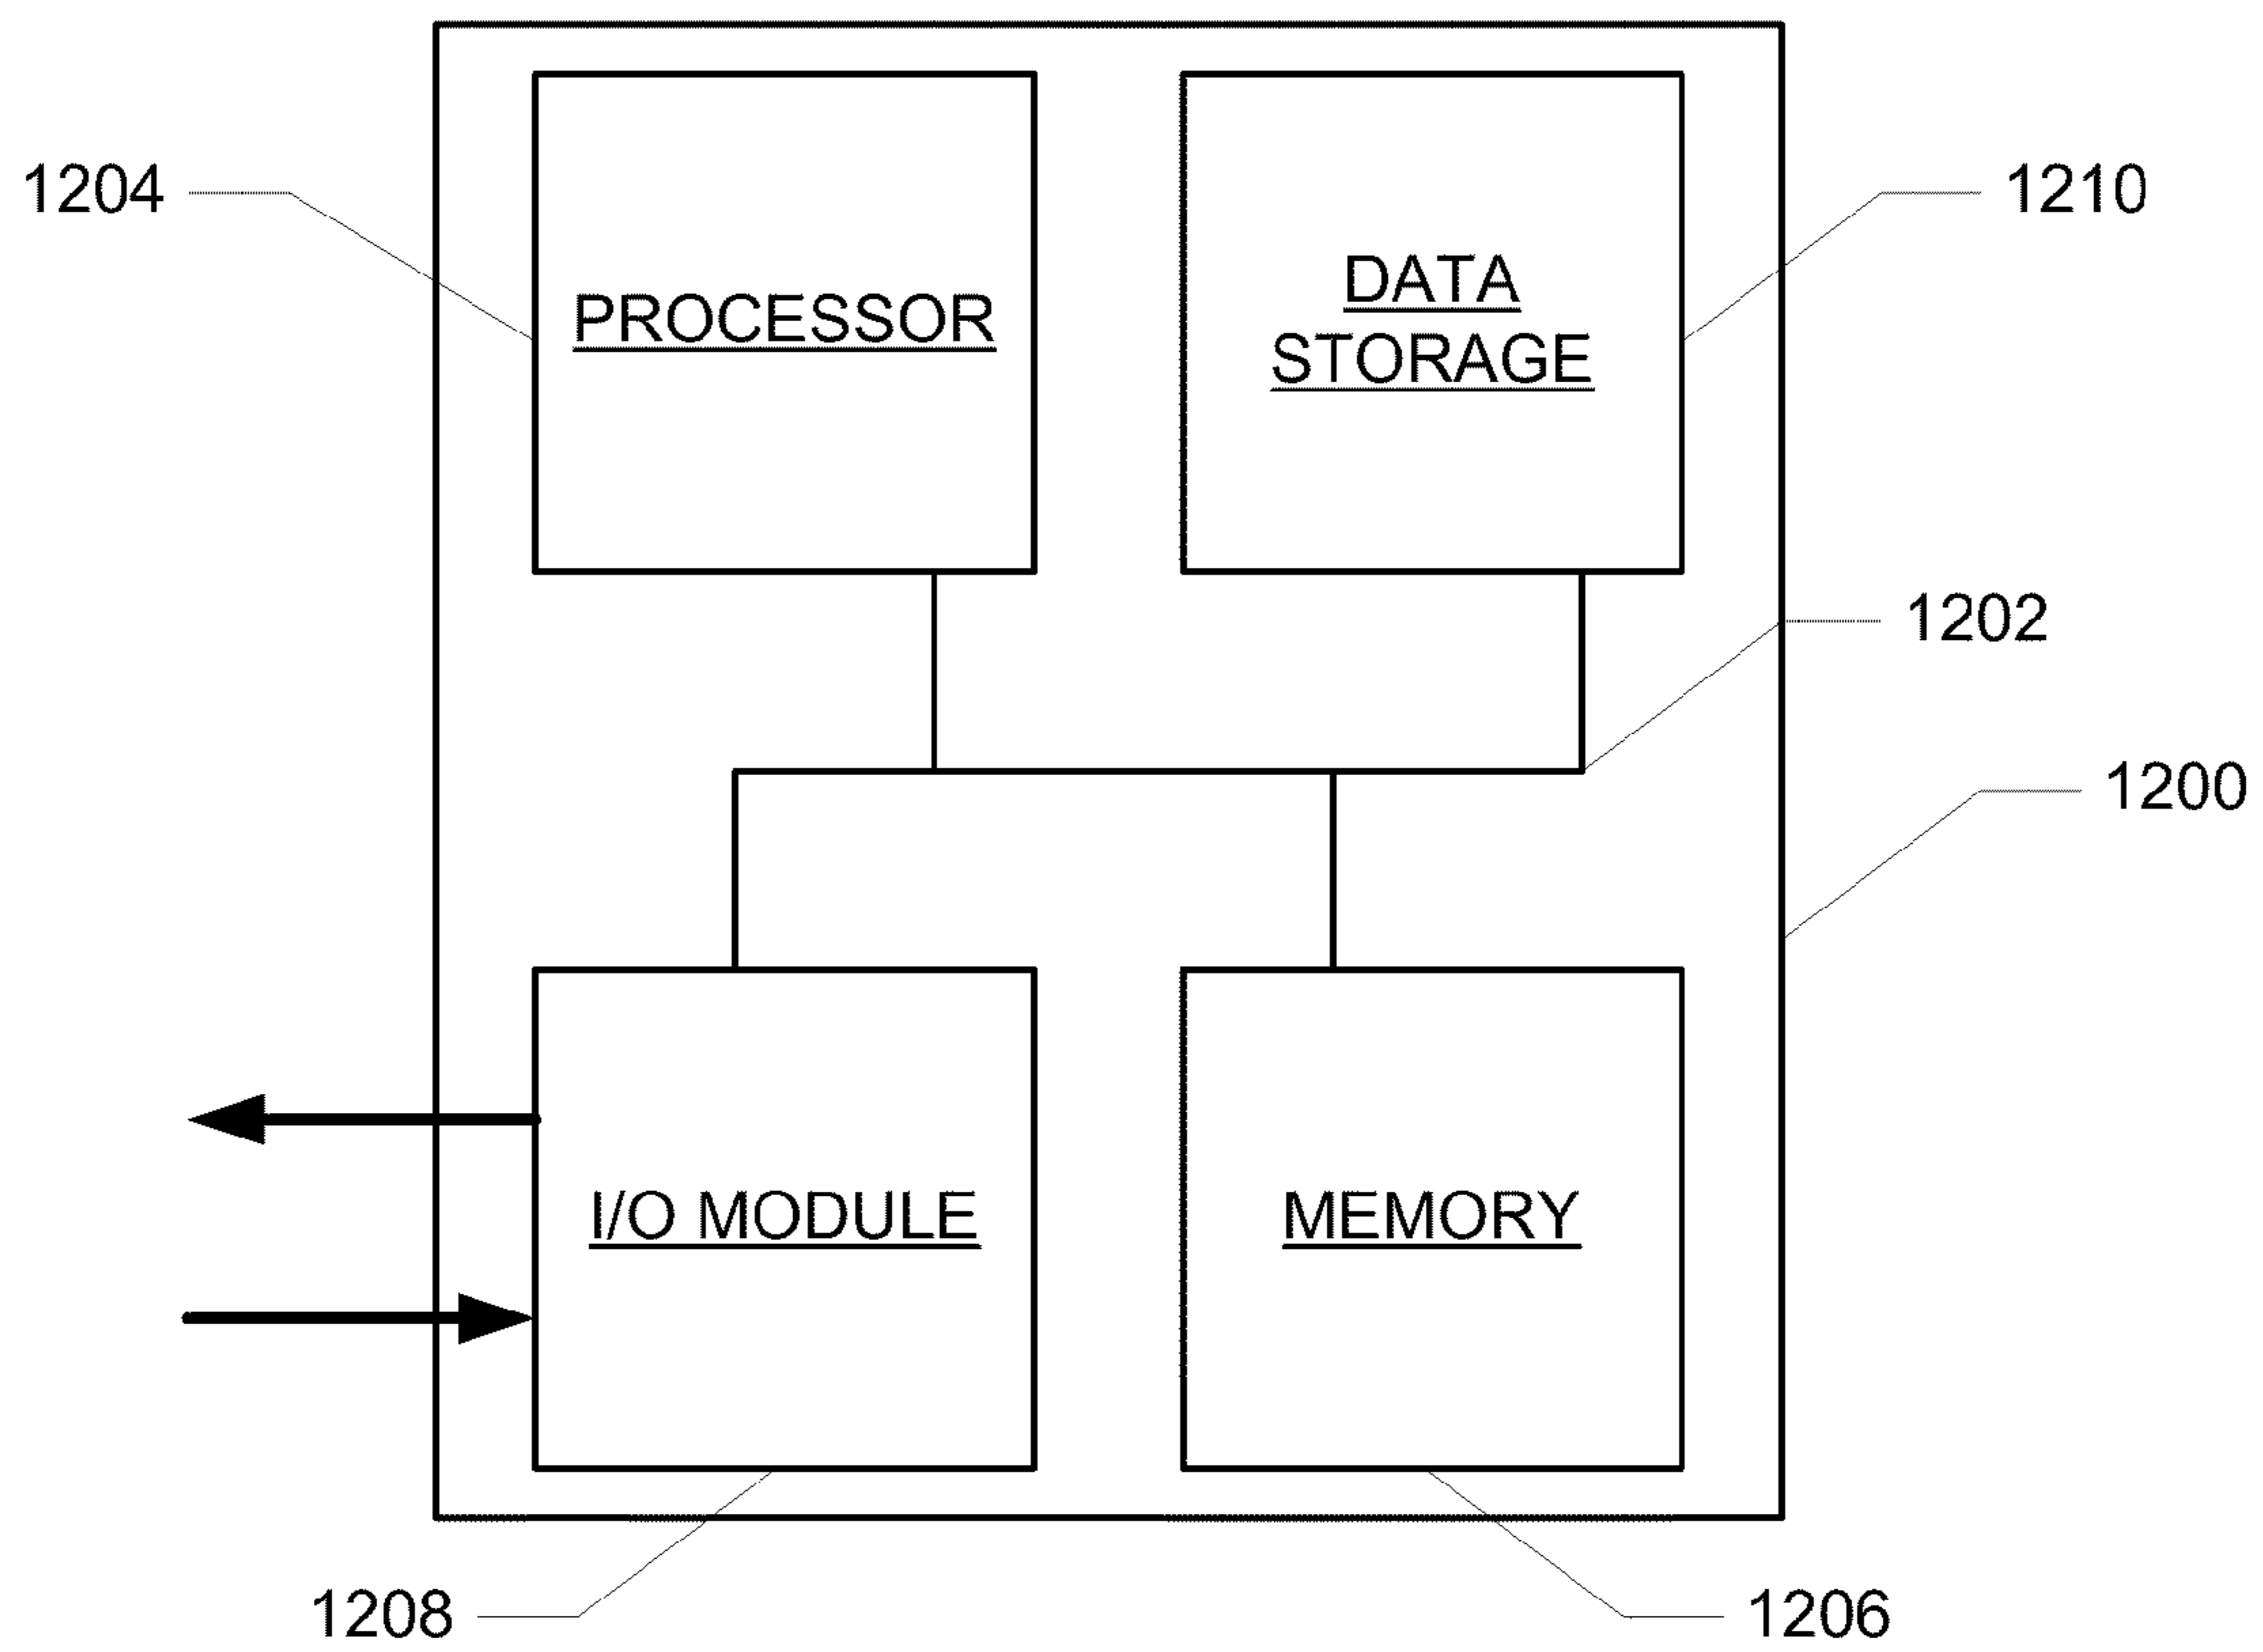 1204
1210
PROCESSOR
DATA
STORAGE
1202
1200
I/O MODULE
MEMORY
1208
1206